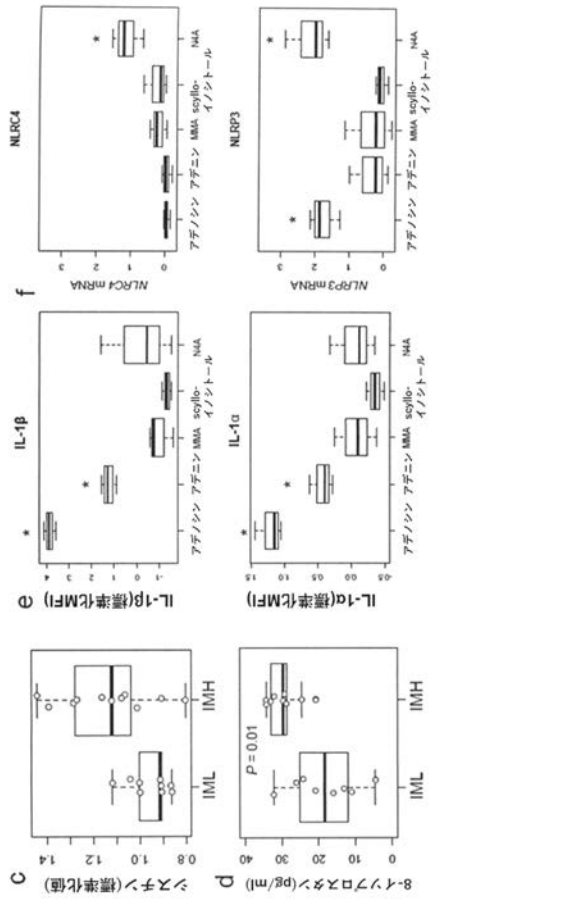 c
シスチン(標準化値)
1.4
1.2
1.0
0.8
IML
IMH
d
8-イソプロスタン(pg/ml)
40
30
20
10
0
P = 0.01
IML
IMH
e
IL-1β
IL-1β(標準化MFI)
4
3
2
1
0
-1
*
*
アデノシン
アデニン
MMA
scyllo-
イノシトール
N4A
IL-1α
IL-1α(標準化MFI)
1.5
1.0
0.5
0.0
-0.5
*
*
アデノシン
アデニン
MMA
scyllo-
イノシトール
N4A
f
NLRC4
NLRC4 mRNA
3
2
1
0
*
アデノシン
アデニン
MMA
scyllo-
イノシトール
N4A
NLRP3
NLRP3 mRNA
3
2
1
0
*
*
アデノシン
アデニン
MMA
scyllo-
イノシトール
N4A